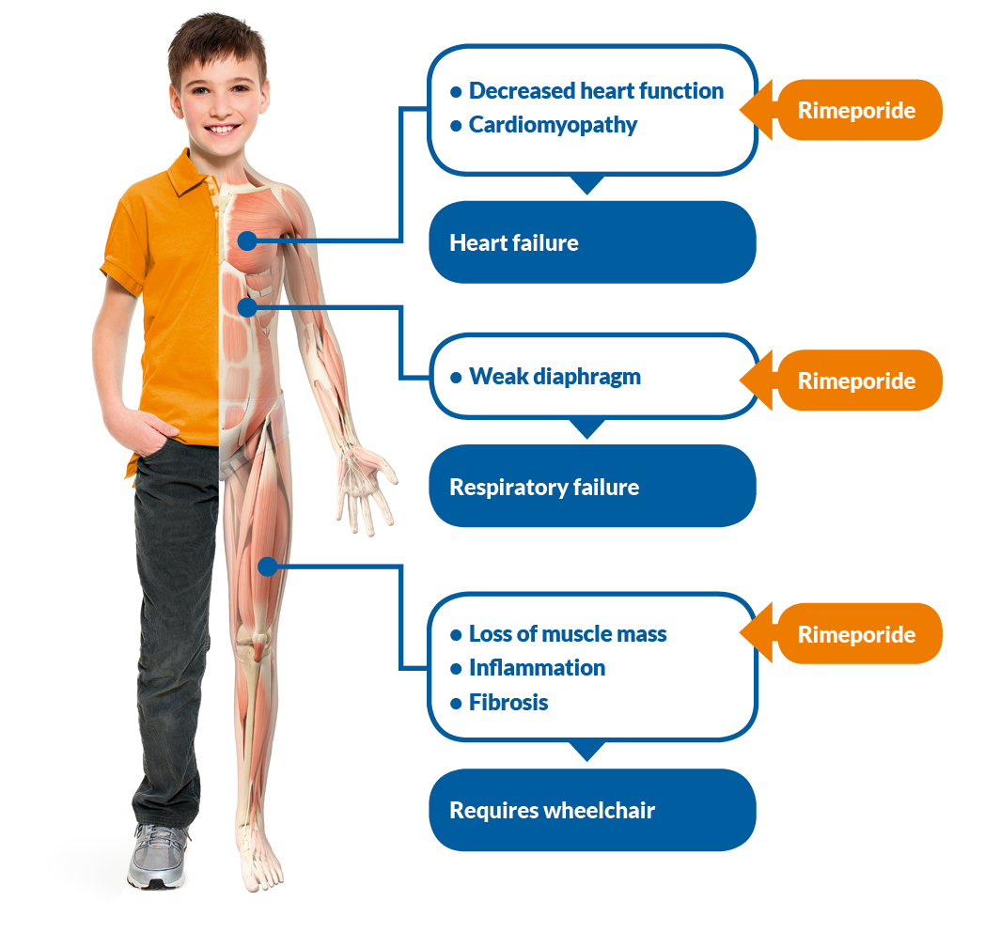 • Decreased heart function
• Cardiomyopathy
Rimeporide
Heart failure
• Weak diaphragm
Rimeporide
Respiratory failure
• Loss of muscle mass
• Inflammation
• Fibrosis
Rimeporide
Requires wheelchair